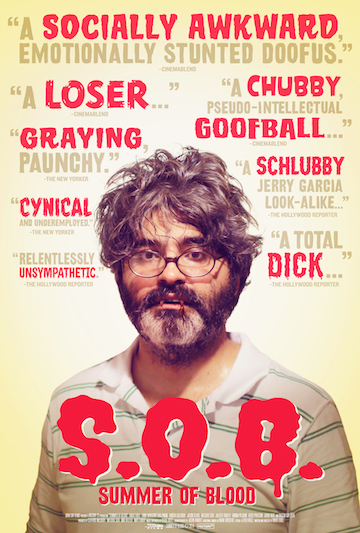 "A SOCIALLY AWKWARD,
EMOTIONALLY STUNTED DOOFUS."
-CINEMABLEND
"A LOSER..."
-CINEMABLEND
"A CHUBBY,
PSEUDO-INTELLECTUAL
GOOFBALL..."
-CINEMABLEND
"GRAYING,
PAUNCHY."
-THE NEW YORKER
"A SCHLUBBY
JERRY GARCIA
LOOK-ALIKE..."
-THE HOLLYWOOD REPORTER
"CYNICAL
AND UNDEREMPLOYED."
-THE NEW YORKER
"A TOTAL
DICK..."
-THE HOLLYWOOD REPORTER
"RELENTLESSLY
UNSYMPATHETIC."
-THE HOLLYWOOD REPORTER
S.O.B.
SUMMER OF BLOOD